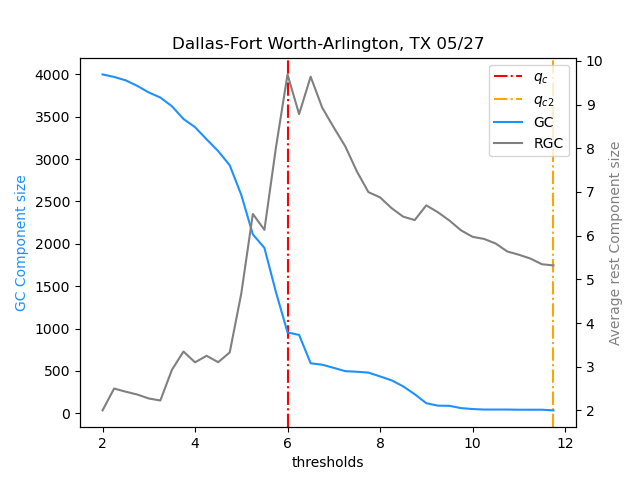 Dallas-Fort Worth-Arlington, TX 05/27
4000
3500
3000
2500
2000
1500
1000
500
0
GC Component size
10
9
8
7
6
5
4
3
2
Average rest Component size
q_c
q_{c2}
GC
RGC
2 4 6 8 10 12
thresholds